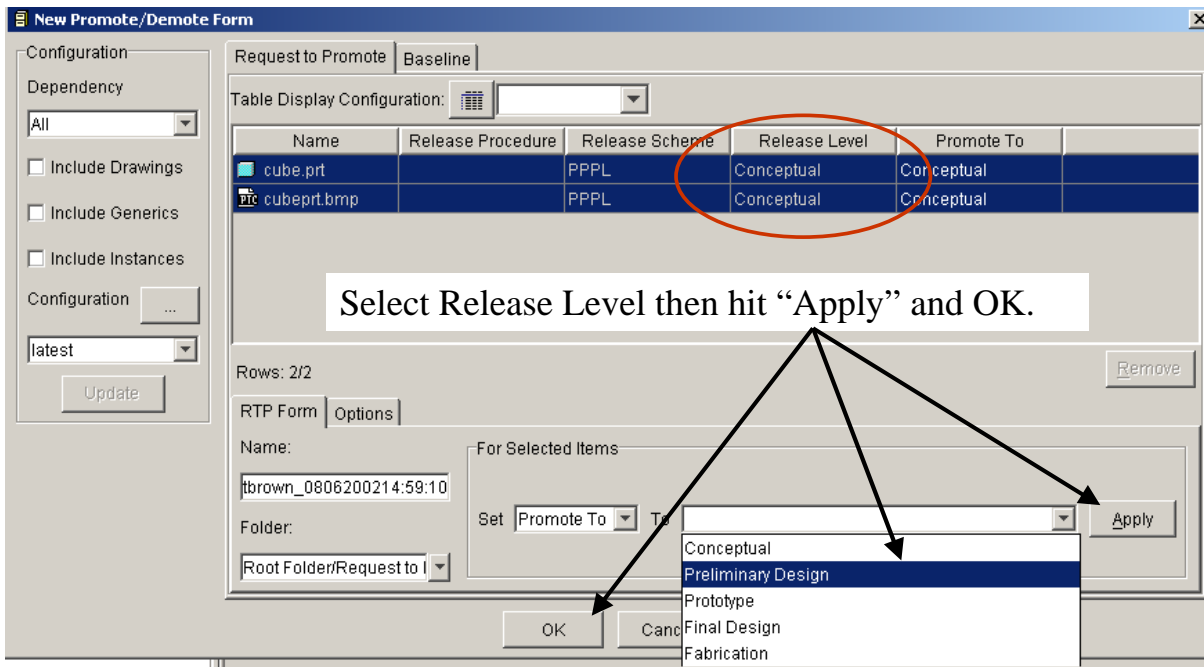 New Promote/Demote Form
Configuration
Dependency
All
Include Drawings
Include Generics
Include Instances
Configuration ...
latest
Update
Request to Promote Baseline
Table Display Configuration:
Name Release Procedure Release Scheme Release Level Promote To
cube.prt PPPL Conceptual Conceptual
PTC cubeprt.bmp PPPL Conceptual Conceptual
Select Release Level then hit “Apply” and OK.
Rows: 2/2 Remove
RTP Form Options
Name:
tbrown_0806200214:59:10
Folder:
Root Folder/Request to
For Selected Items
Set Promote To To Apply
Conceptual
Preliminary Design
Prototype
Final Design
Fabrication
OK Canc